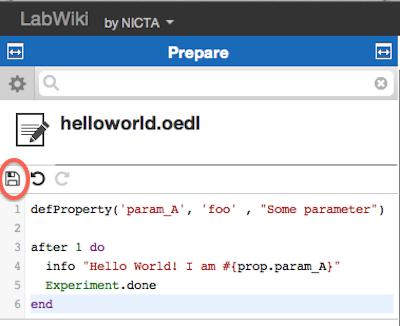 LabWiki by NICTA
Prepare
helloworld.oedl
1 defProperty('param_A', 'foo' , "Some parameter")
2
3 after 1 do
4   info "Hello World! I am #{prop.param_A}"
5   Experiment.done
6 end